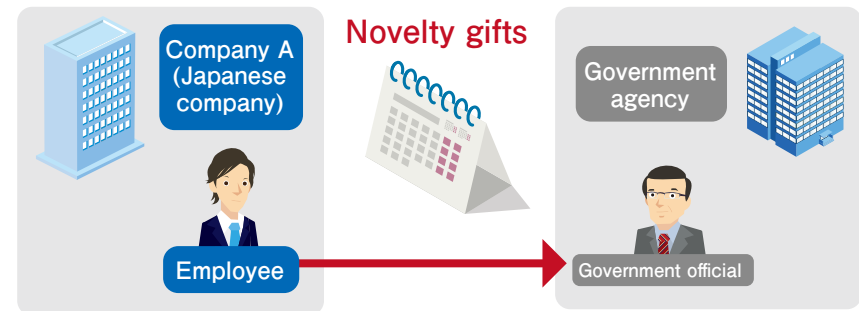 Company A
(Japanese
company)
Novelty gifts
Government
agency
Employee
Government official